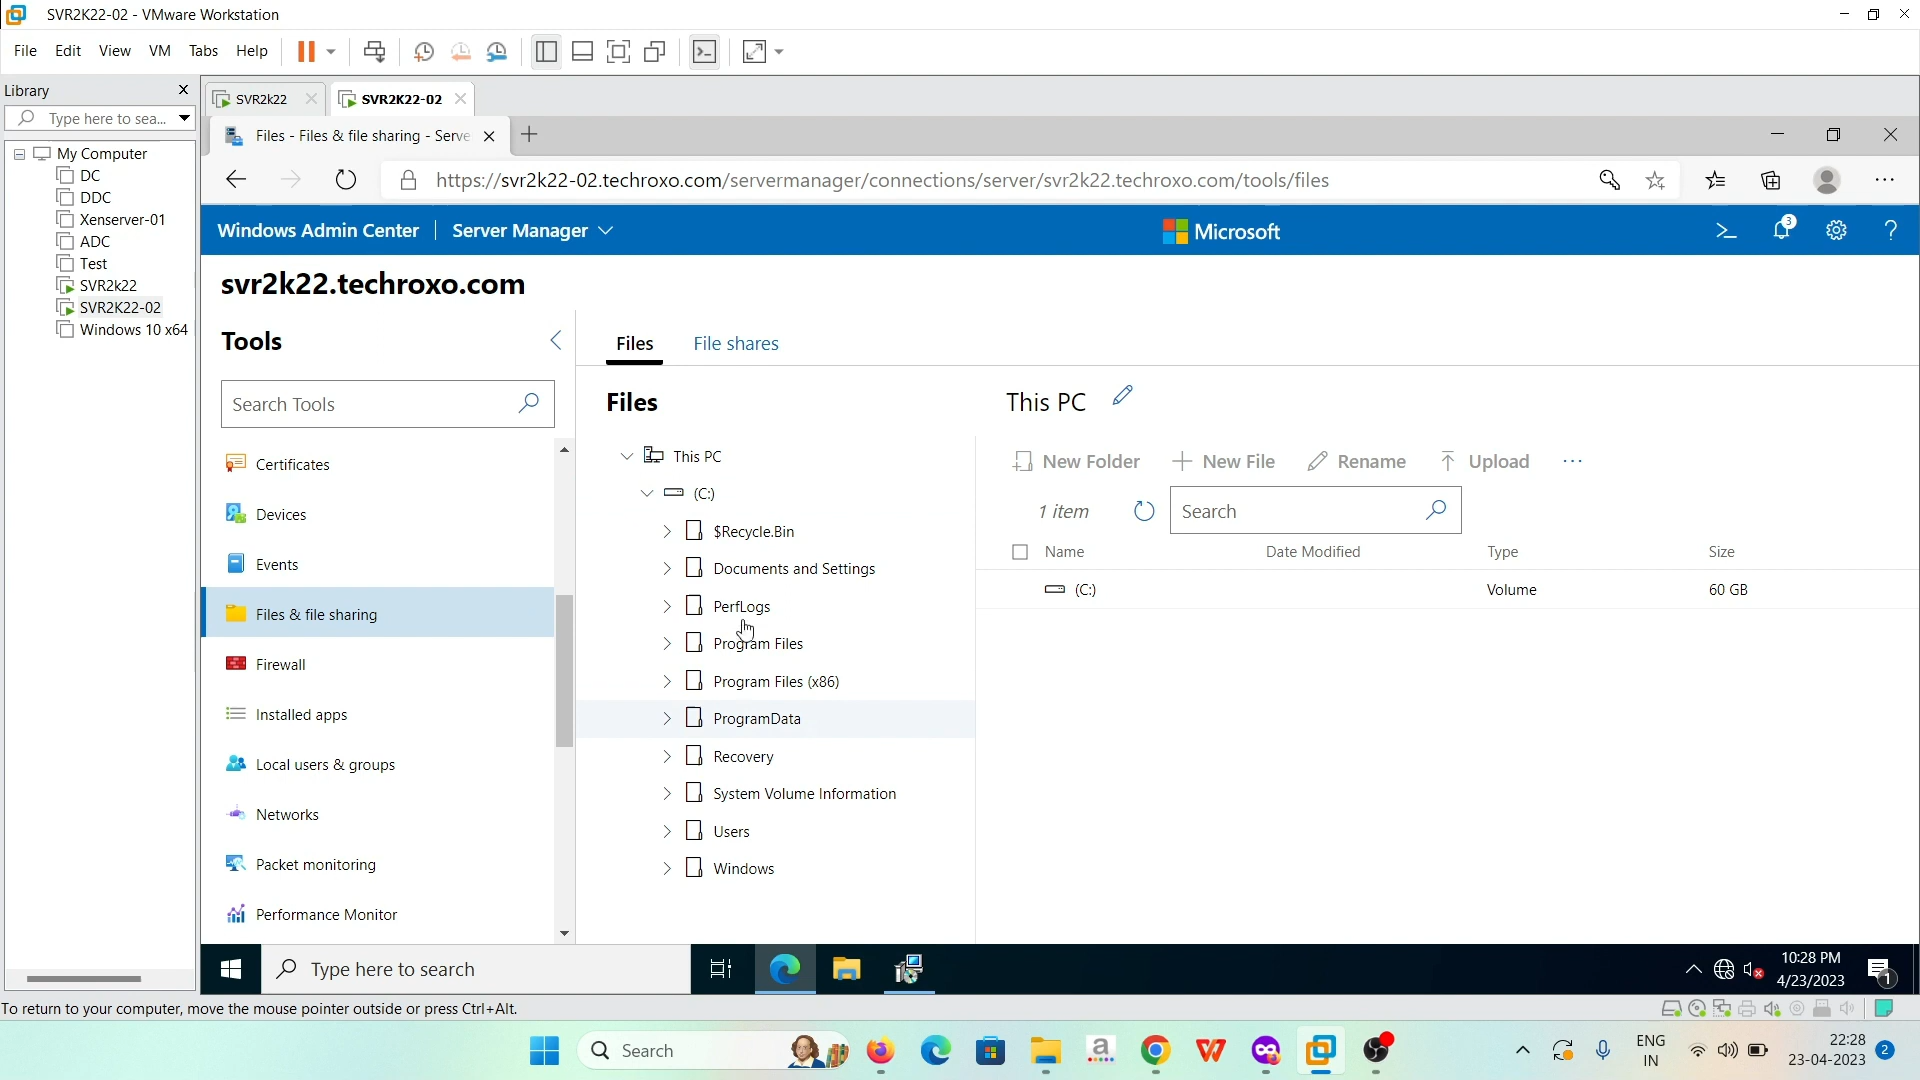 SVR2K22-02 - VMware Workstation
File Edit View VM Tabs Help
Library
Type here to sea...
My Computer
DC
DDC
Xenserver-01
ADC
Test
SVR2k22
SVR2K22-02
Windows 10 x64
SVR2k22
SVR2K22-02
Files - Files & file sharing - Serve
https://svr2k22-02.techroxo.com/servermanager/connections/server/svr2k22.techroxo.com/tools/files
Windows Admin Center
Server Manager
Microsoft
3
?
svr2k22.techroxo.com
Tools
Search Tools
Certificates
Devices
Events
Files & file sharing
Firewall
Installed apps
Local users & groups
Networks
Packet monitoring
Performance Monitor
Files
File shares
Files
This PC
(C:)
$Recycle.Bin
Documents and Settings
PerfLogs
Program Files
Program Files (x86)
ProgramData
Recovery
System Volume Information
Users
Windows
This PC
New Folder
New File
Rename
Upload
1 item
Search
Name Date Modified Type Size
(C:) Volume 60 GB
Type here to search
10:28 PM
4/23/2023
1
To return to your computer, move the mouse pointer outside or press Ctrl+Alt.
Search
ENG
IN
22:28
23-04-2023
2